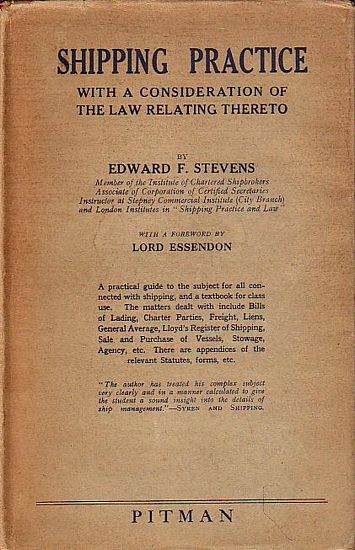 SHIPPING PRACTICE
WITH A CONSIDERATION OF
THE LAW RELATING THERETO
BY
EDWARD F. STEVENS
Member of the Institute of Chartered Shipbrokers
Associate of Corporation of Certified Secretaries
Instructor at Stepney Commercial Institute (City Branch)
and London Institutes in "Shipping Practice and Law"
WITH A FOREWORD BY
LORD ESSENDON
A practical guide to the subject for all con-
nected with shipping, and a textbook for class
use. The matters dealt with include Bills
of Lading, Charter Parties, Freight, Liens,
General Average, Lloyd's Register of Shipping,
Sale and Purchase of Vessels, Stowage,
Agency, etc. There are appendices of the
relevant Statutes, forms, etc.
"The author has treated his complex subject
very clearly and in a manner calculated to give
the student a sound insight into the details of
ship management."—SYREN AND SHIPPING.
PITMAN